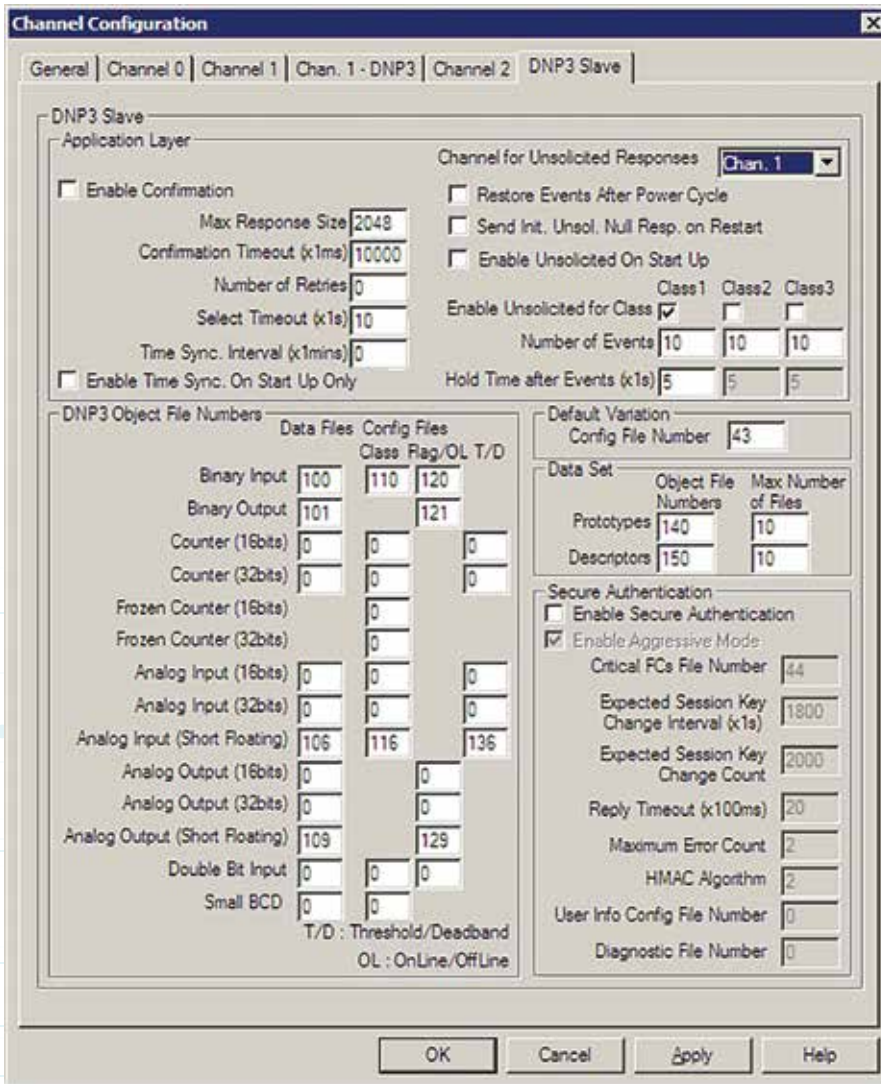 Channel Configuration
General
Channel 0
Channel 1
Chan. 1 - DNP3
Channel 2
DNP3 Slave
DNP3 Slave
Application Layer
Channel for Unsolicited Responses Chan. 1
Enable Confirmation
Restore Events After Power Cycle
Max Response Size 2048
Send Init. Unsol. Null Resp. on Restart
Confirmation Timeout (x1ms) 10000
Enable Unsolicited On Start Up
Number of Retries 0
Class1 Class2 Class3
Enable Unsolicited for Class
Select Timeout (x1s) 10
Number of Events 10 10 10
Time Sync. Interval (x1mins) 0
Enable Time Sync. On Start Up Only
Hold Time after Events (x1s) 5 5 5
DNP3 Object File Numbers
Data Files Config Files
Class Flag/OL T/D
Binary Input 100 110 120
Binary Output 101 121
Counter (16bits) 0 0 0
Counter (32bits) 0 0 0
Frozen Counter (16bits) 0
Frozen Counter (32bits) 0
Analog Input (16bits) 0 0 0
Analog Input (32bits) 0 0 0
Analog Input (Short Floating) 106 116 136
Analog Output (16bits) 0 0
Analog Output (32bits) 0 0
Analog Output (Short Floating) 109 129
Double Bit Input 0 0 0
Small BCD 0 0
T/D : Threshold/Deadband
OL : OnLine/OffLine
Default Variation
Config File Number 43
Data Set
Object File Numbers
Max Number of Files
Prototypes 140 10
Descriptors 150 10
Secure Authentication
Enable Secure Authentication
Enable Aggressive Mode
Critical FCs File Number 44
Expected Session Key
Change Interval (x1s) 1800
Expected Session Key
Change Count 2000
Reply Timeout (x100ms) 20
Maximum Error Count 2
HMAC Algorithm 2
User Info Config File Number 0
Diagnostic File Number 0
OK
Cancel
Apply
Help